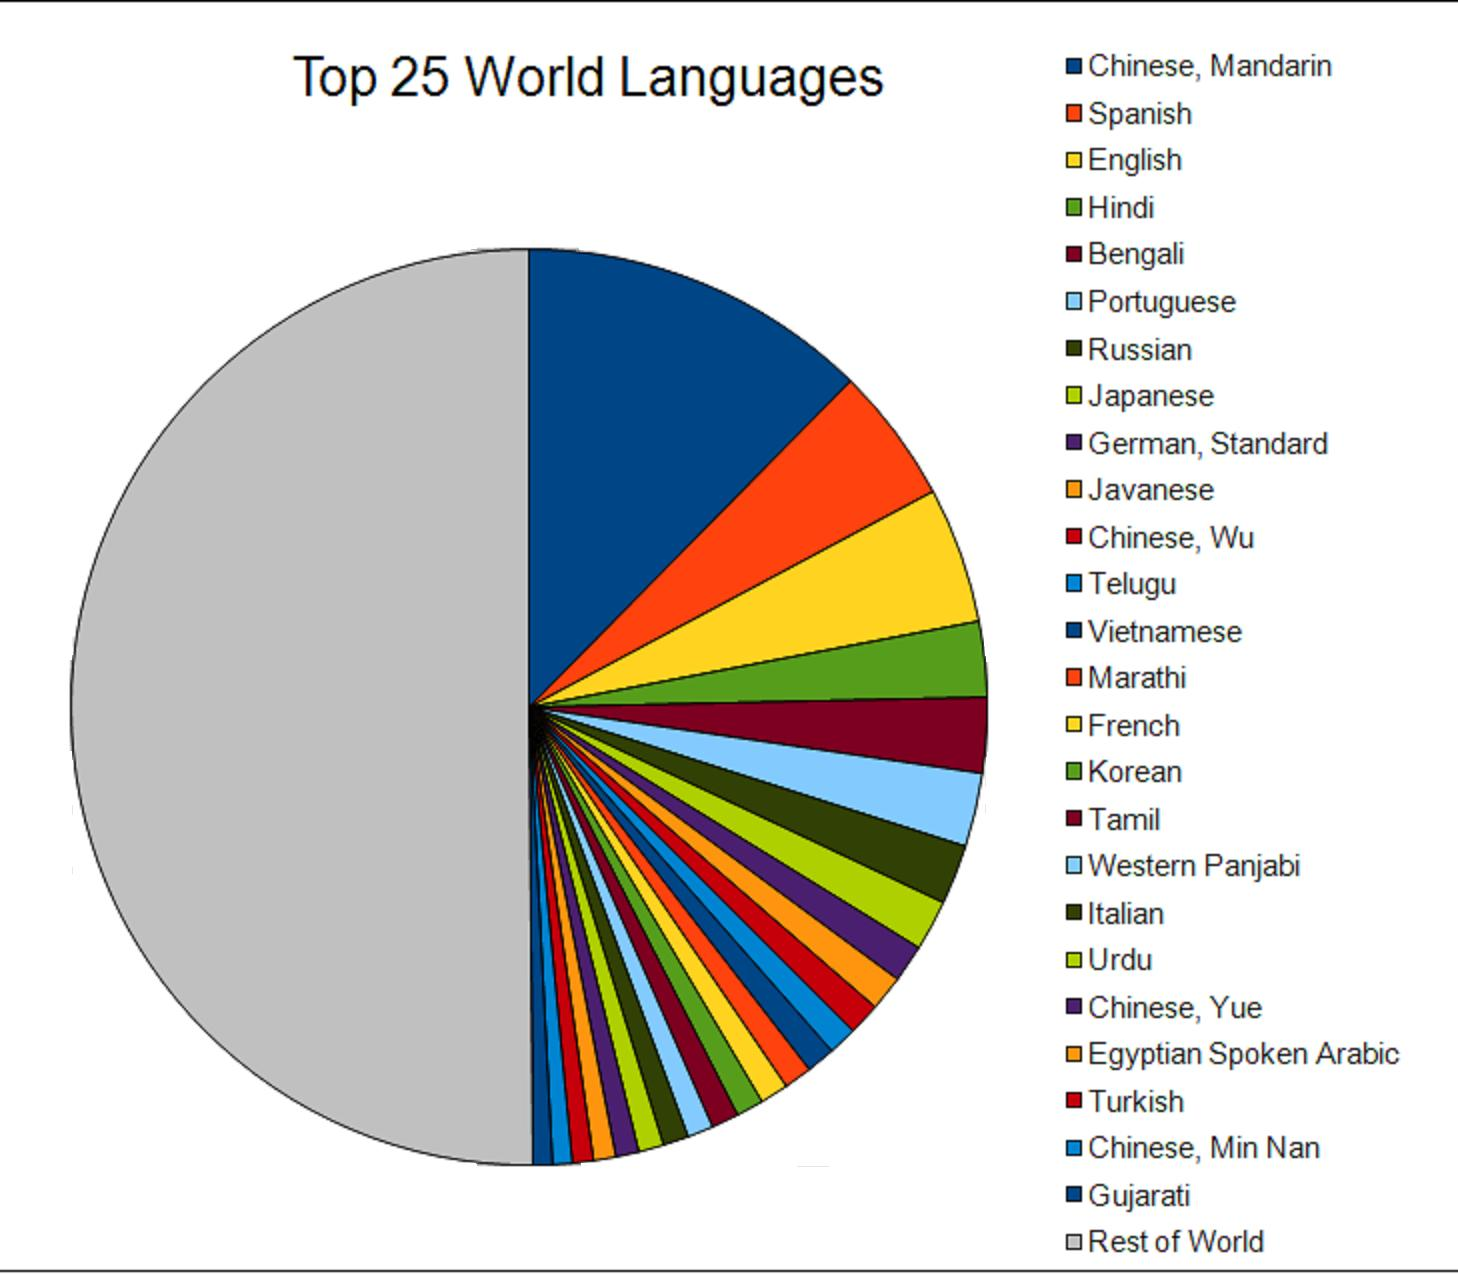 Top 25 World Languages
Chinese, Mandarin
Spanish
English
Hindi
Bengali
Portuguese
Russian
Japanese
German, Standard
Javanese
Chinese, Wu
Telugu
Vietnamese
Marathi
French
Korean
Tamil
Western Panjabi
Italian
Urdu
Chinese, Yue
Egyptian Spoken Arabic
Turkish
Chinese, Min Nan
Gujarati
Rest of World